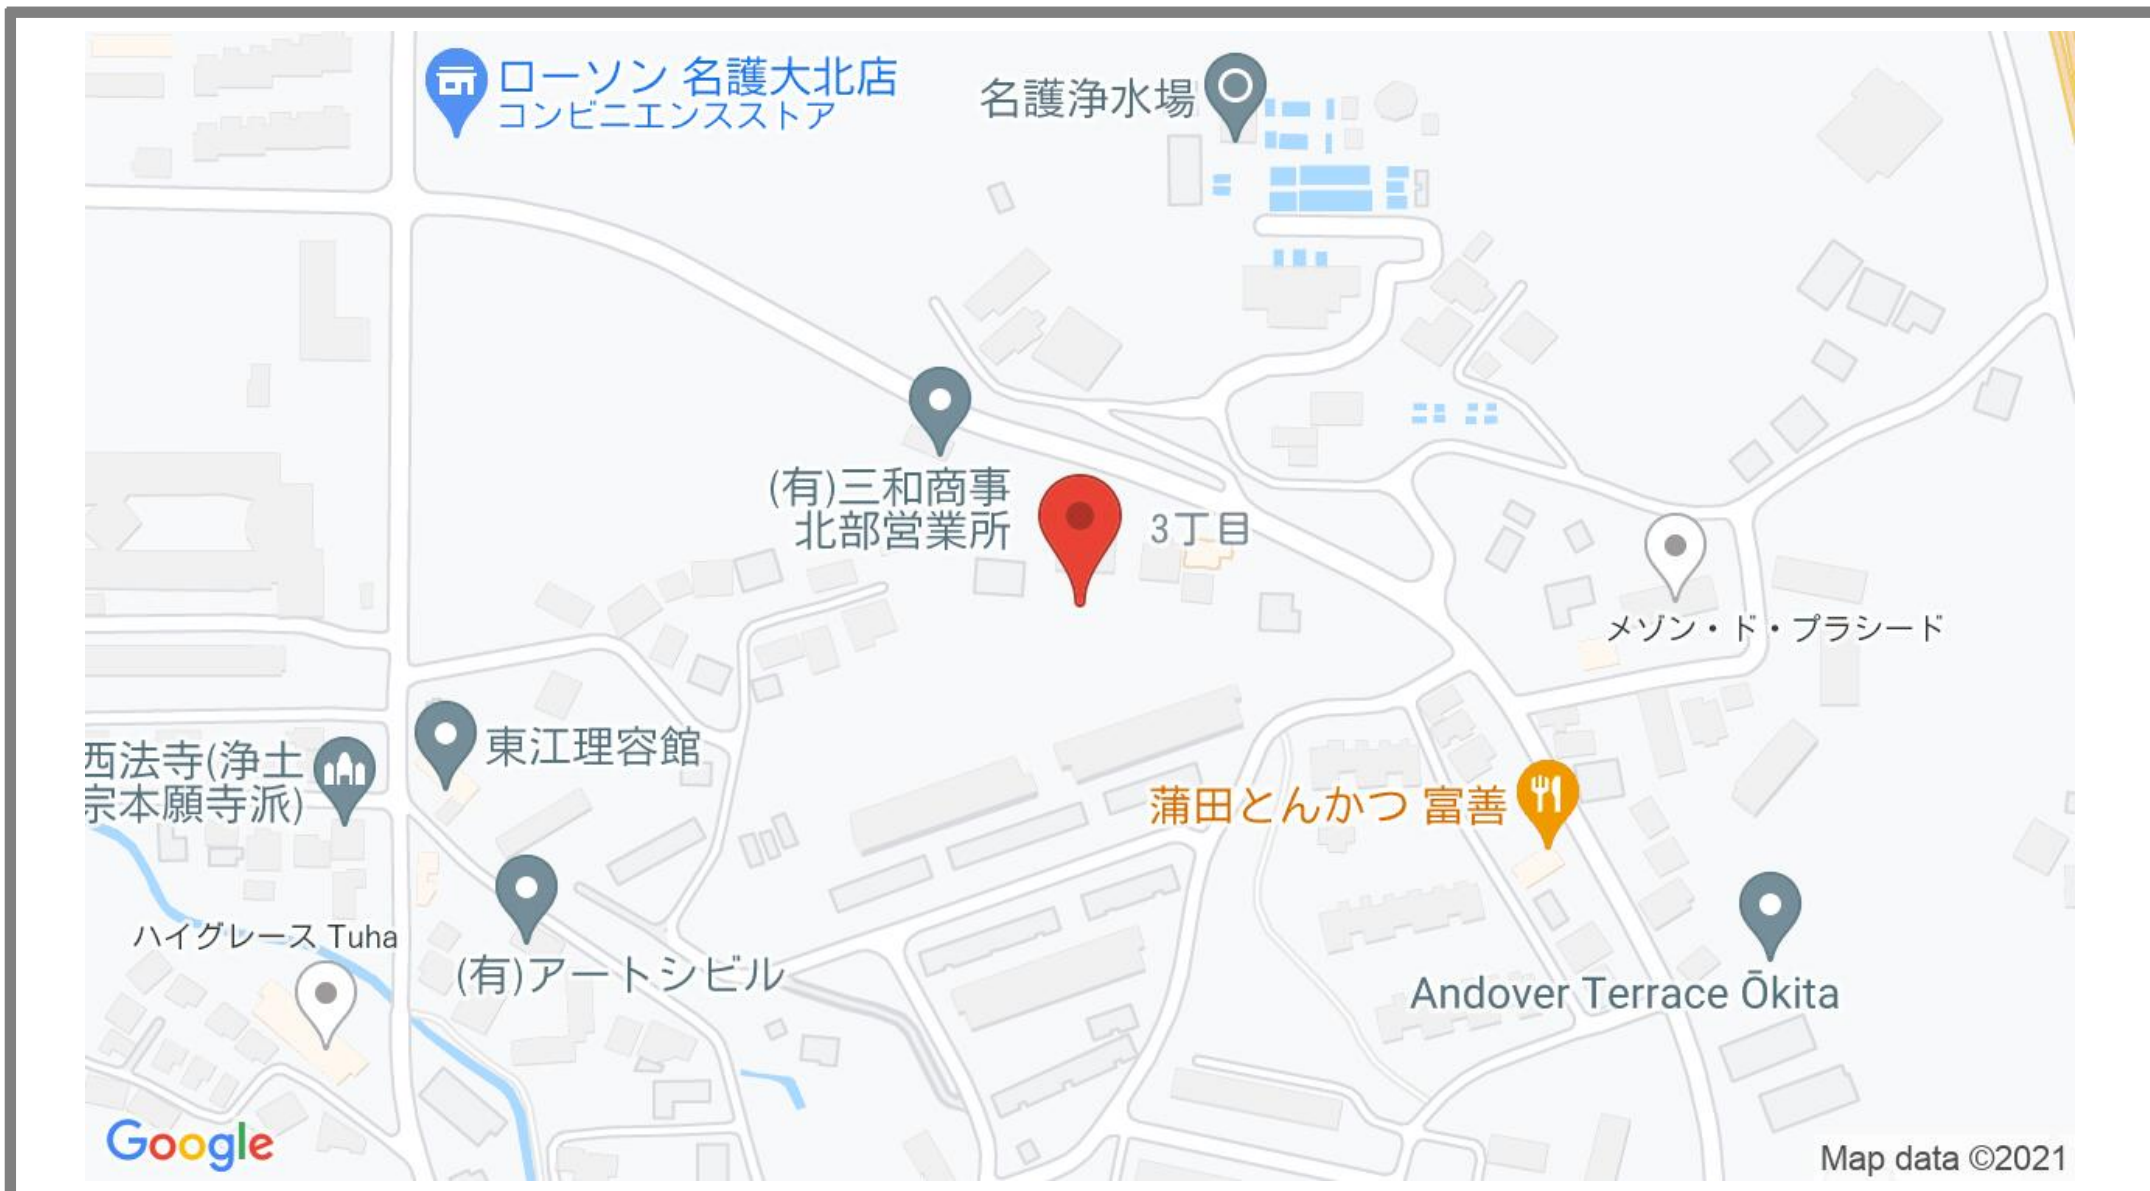 ローソン 名護大北店
コンビニエンスストア
名護浄水場
(有)三和商事
北部営業所
3丁目
メゾン・ド・プラシード
東江理容館
西法寺(浄土
宗本願寺派)
蒲田とんかつ 富善
ハイグレース Tuha
(有)アートシビル
Andover Terrace Ōkita
Google
Map data ©2021